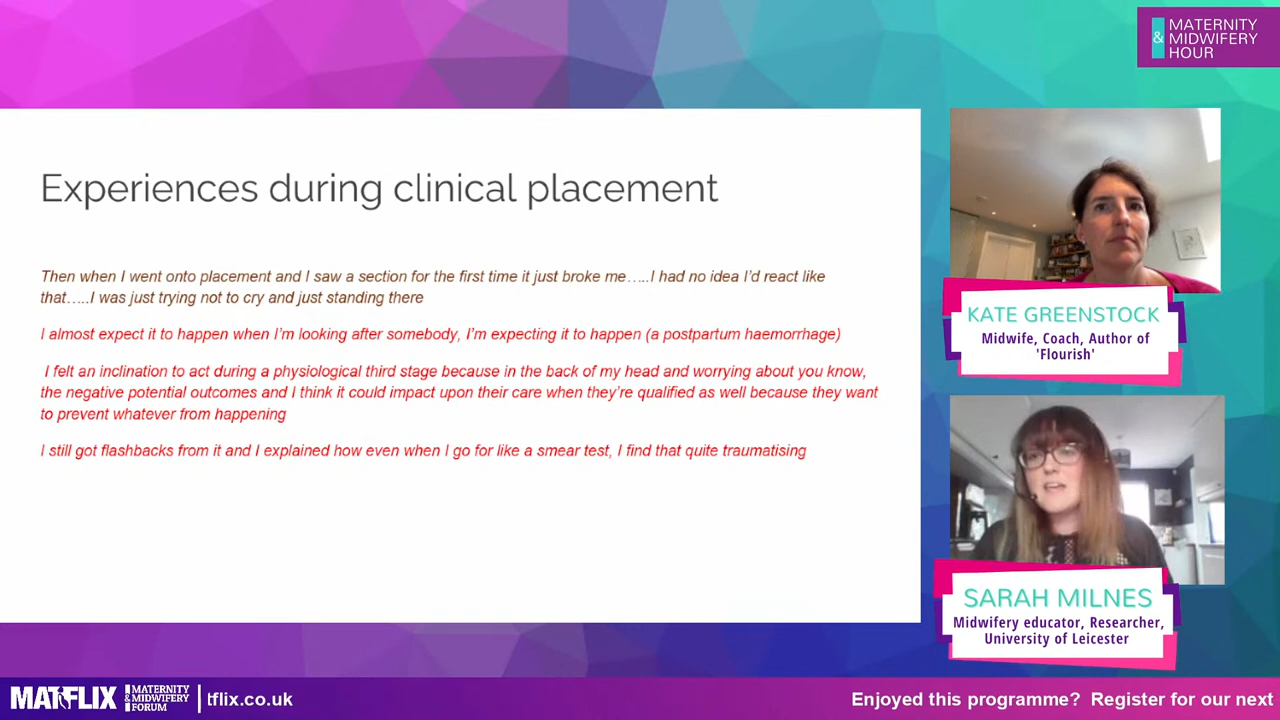 MATERNITY
& MIDWIFERY
HOUR
Experiences during clinical placement
Then when I went onto placement and I saw a section for the first time it just broke me…..I had no idea I’d react like
that…..I was just trying not to cry and just standing there
I almost expect it to happen when I’m looking after somebody, I’m expecting it to happen (a postpartum haemorrhage)
I felt an inclination to act during a physiological third stage because in the back of my head and worrying about you know,
the negative potential outcomes and I think it could impact upon their care when they’re qualified as well because they want
to prevent whatever from happening
I still got flashbacks from it and I explained how even when I go for like a smear test, I find that quite traumatising
KATE GREENSTOCK
Midwife, Coach, Author of
'Flourish'
SARAH MILNES
Midwifery educator, Researcher,
University of Leicester
MATFLIX
MATERNITY
& MIDWIFERY
FORUM
tflix.co.uk
Enjoyed this programme? Register for our next